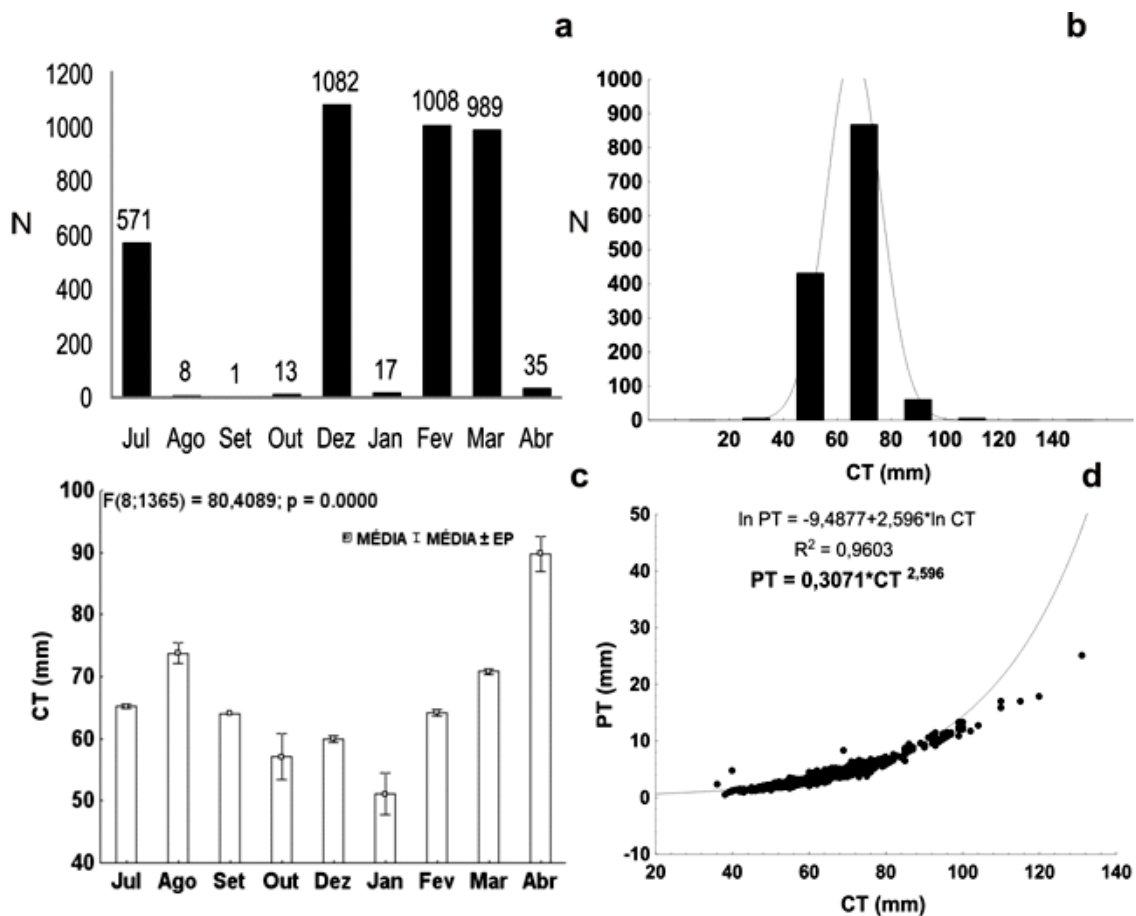 a
1200
1000
800
600
400
200
0
N
571
8
1
13
1082
17
1008
989
35
Jul Ago Set Out Dez Jan Fev Mar Abr
b
1000
900
800
700
600
500
400
300
200
100
0
N
20 40 60 80 100 120 140
CT (mm)
c
F(8;1365) = 80,4089; p = 0.0000
MÉDIA MÉDIA ± EP
100
90
80
70
60
50
40
CT (mm)
Jul Ago Set Out Dez Jan Fev Mar Abr
d
ln PT = -9,4877+2,596*ln CT
R² = 0,9603
PT = 0,3071*CT ²,⁵⁹⁶
50
40
30
20
10
0
-10
PT (mm)
20 40 60 80 100 120 140
CT (mm)